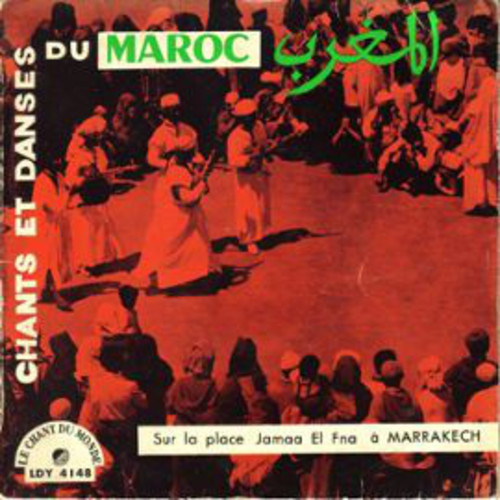 CHANTS ET DANSES
DU MAROC المغرب
Sur la place Jamaa El Fna à MARRAKECH
LE CHANT DU MONDE
LDY 4148